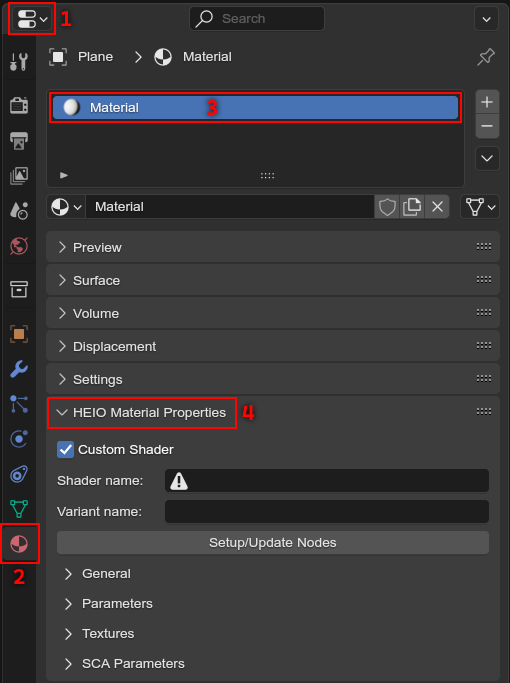 1
Search
Plane
Material
Material
3
Material
Preview
Surface
Volume
Displacement
Settings
HEIO Material Properties
4
Custom Shader
Shader name:
Variant name:
Setup/Update Nodes
2
General
Parameters
Textures
SCA Parameters